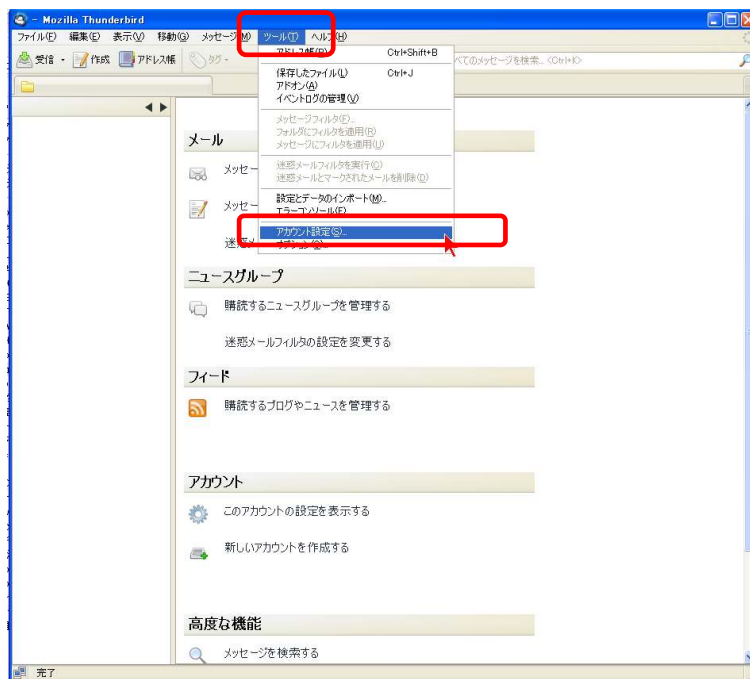 - Mozilla Thunderbird
ファイル(F) 編集(E) 表示(V) 移動(G) メッセージ(M) ツール(T) ヘルプ(H)
受信 作成 アドレス帳 タグ
べてのメッセージを検索... <Ctrl+K>
アドレス帳(B) Ctrl+Shift+B
保存したファイル(L) Ctrl+J
アドオン(A)
イベントログの管理(V)
メッセージフィルタ(F)...
フォルダにフィルタを適用(R)
メッセージにフィルタを適用(U)
迷惑メールフィルタを実行(C)
迷惑メールとマークされたメールを削除(D)
設定とデータのインポート(M)...
エラーコンソール(E)
アカウント設定(S)...
オプション(O)...
メール
メッセー
メッセー
迷惑メ
ニュースグループ
購読するニュースグループを管理する
迷惑メールフィルタの設定を変更する
フィード
購読するブログやニュースを管理する
アカウント
このアカウントの設定を表示する
新しいアカウントを作成する
高度な機能
メッセージを検索する
完了